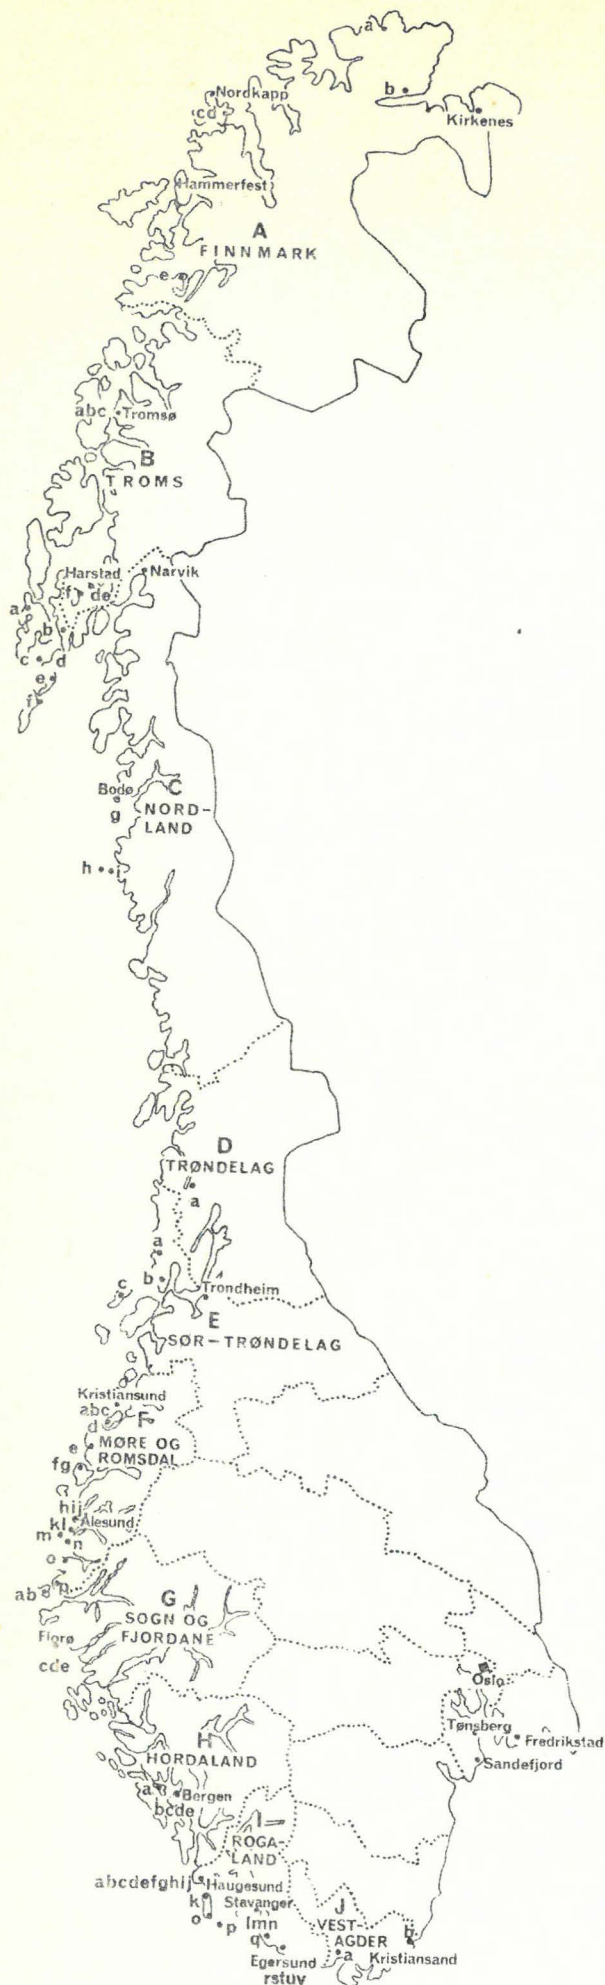 a
Nordkapp
b
cd
Kirkenes
Hammerfest
A
FINNMARK
e
abc Tromsø
B
TROMS
Harstad
Narvik
f de
a
b
c d
e
f
Bodø
C
g
NORD-
LAND
h i
D
TRØNDELAG
a
a
b
Trondheim
c
E
SØR-TRØNDELAG
Kristiansund
abc
F
d
e
MØRE OG
ROMSDAL
fg
hij
Ålesund
kl
m
n
o
ab
p
G
SOGN OG
FJORDANE
Florø
cde
Oslo
Tønsberg
Fredrikstad
H
HORDALAND
Sandefjord
a
Bergen
bcde
I
ROGA-
LAND
abcdefghij Haugesund
k
Stavanger
J
o
p
lmn
VEST-
AGDER
b
q
a
Egersund
Kristiansand
rstuv